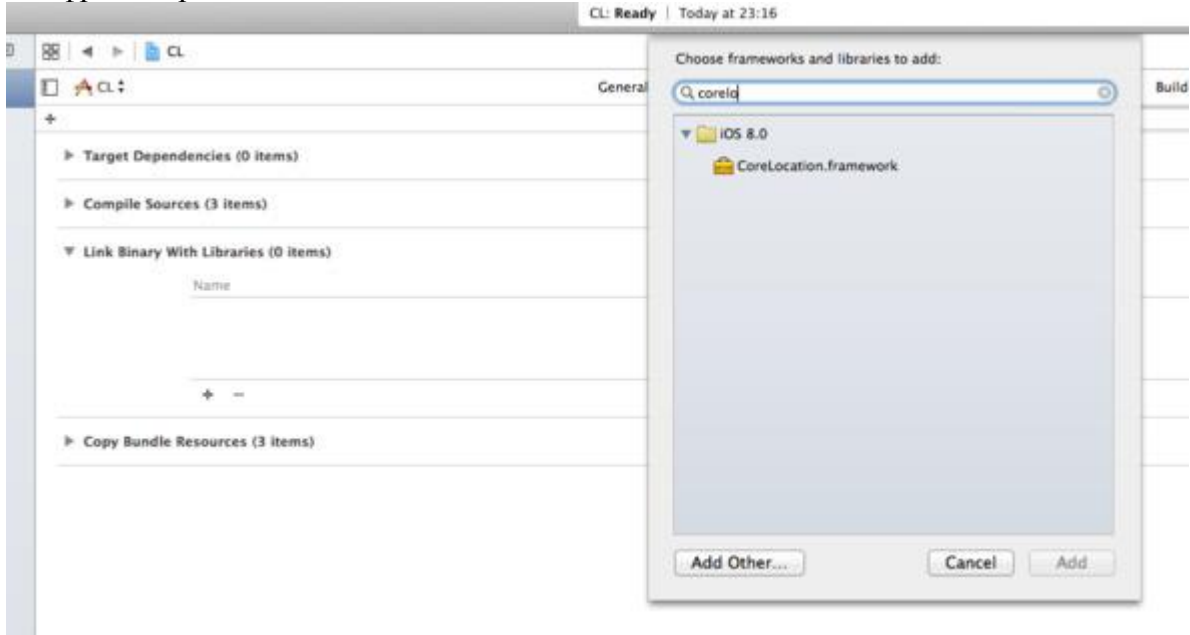 CL: Ready | Today at 23:16
CL
CL
General
Build
Choose frameworks and libraries to add:
corelo
iOS 8.0
CoreLocation.framework
Target Dependencies (0 items)
Compile Sources (3 items)
Link Binary With Libraries (0 items)
Name
+ −
Copy Bundle Resources (3 items)
Add Other...
Cancel
Add